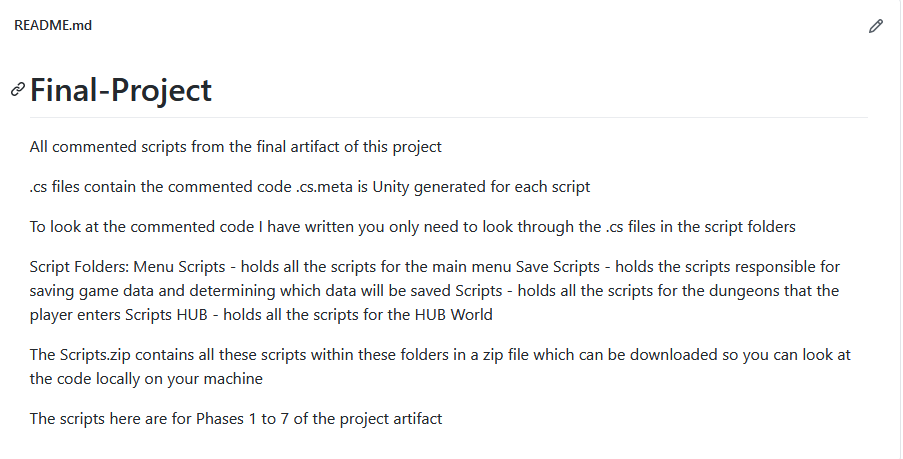 README.md
Final-Project
All commented scripts from the final artifact of this project
.cs files contain the commented code .cs.meta is Unity generated for each script
To look at the commented code I have written you only need to look through the .cs files in the script folders
Script Folders: Menu Scripts - holds all the scripts for the main menu Save Scripts - holds the scripts responsible for
saving game data and determining which data will be saved Scripts - holds all the scripts for the dungeons that the
player enters Scripts HUB - holds all the scripts for the HUB World
The Scripts.zip contains all these scripts within these folders in a zip file which can be downloaded so you can look at
the code locally on your machine
The scripts here are for Phases 1 to 7 of the project artifact